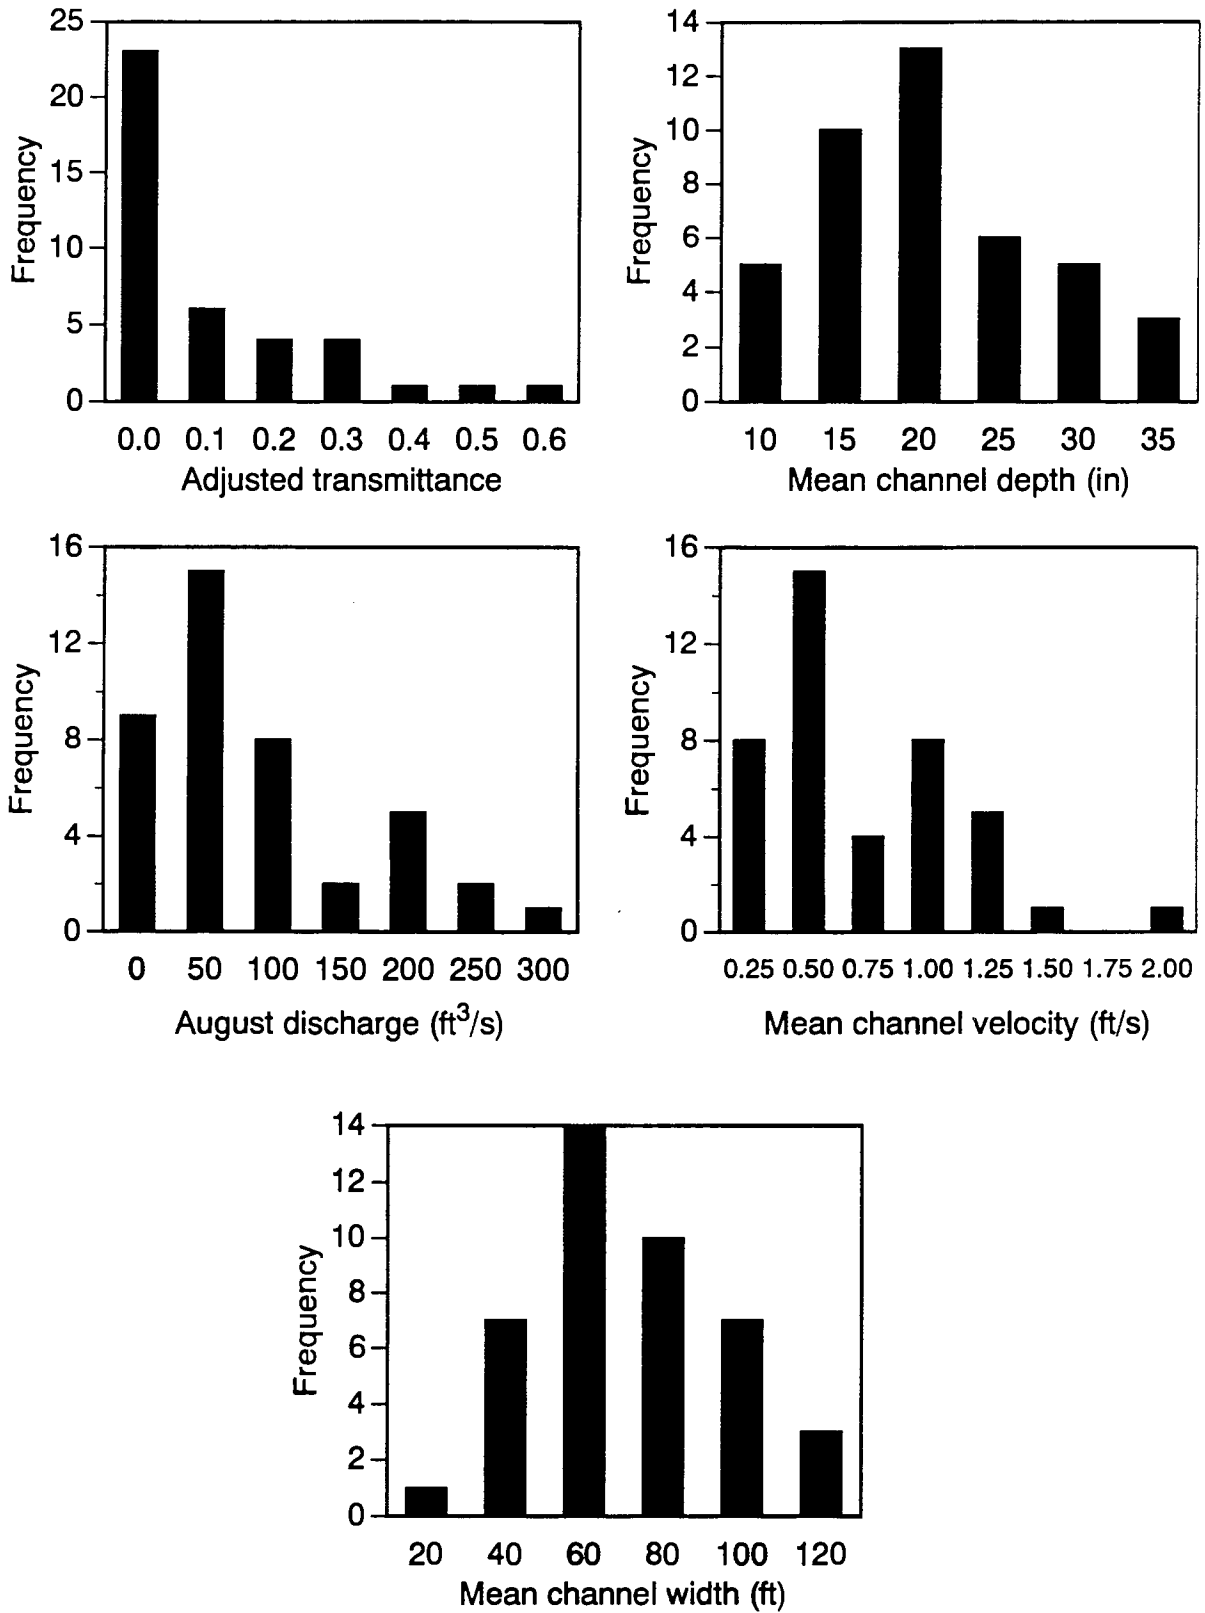 25
20
15
10
5
0
Frequency
0.0 0.1 0.2 0.3 0.4 0.5 0.6
Adjusted transmittance
14
12
10
8
6
4
2
0
Frequency
10 15 20 25 30 35
Mean channel depth (in)
16
12
8
4
0
Frequency
0 50 100 150 200 250 300
August discharge (ft³/s)
16
12
8
4
0
Frequency
0.25 0.50 0.75 1.00 1.25 1.50 1.75 2.00
Mean channel velocity (ft/s)
14
12
10
8
6
4
2
0
Frequency
20 40 60 80 100 120
Mean channel width (ft)